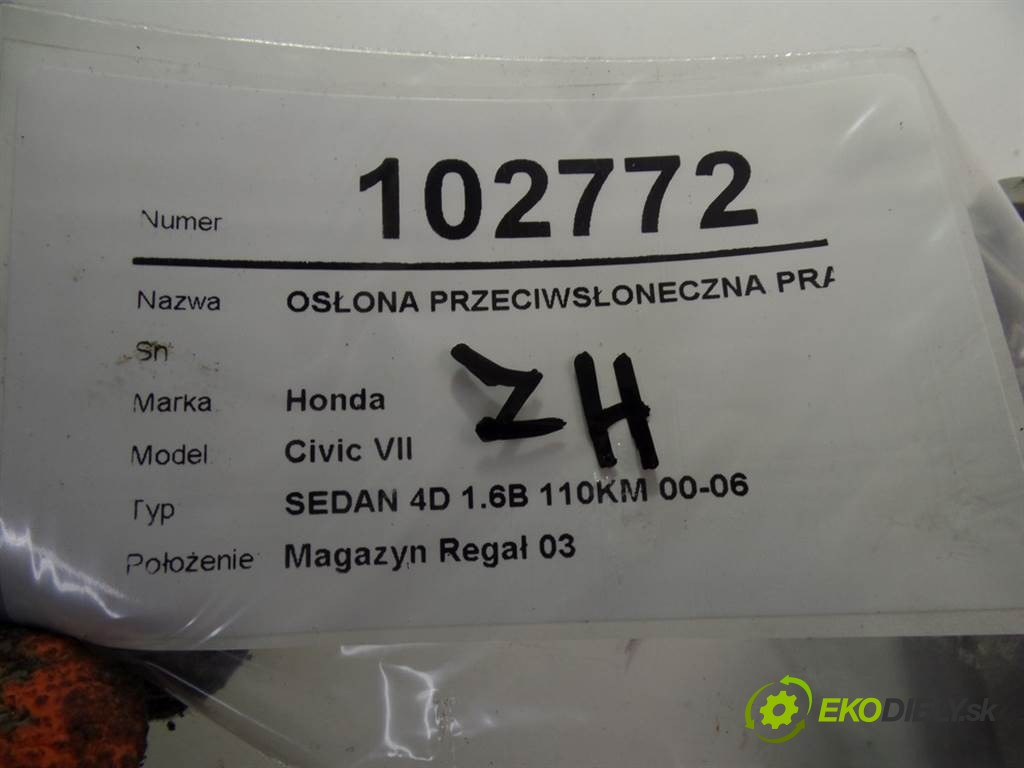 Numer 102772
Nazwa OSŁONA PRZECIWSŁONECZNA PRA
Sn
Marka Honda
ZH
Model Civic VII
Typ SEDAN 4D 1.6B 110KM 00-06
Położenie Magazyn Regał 03
EKODIELY.sk